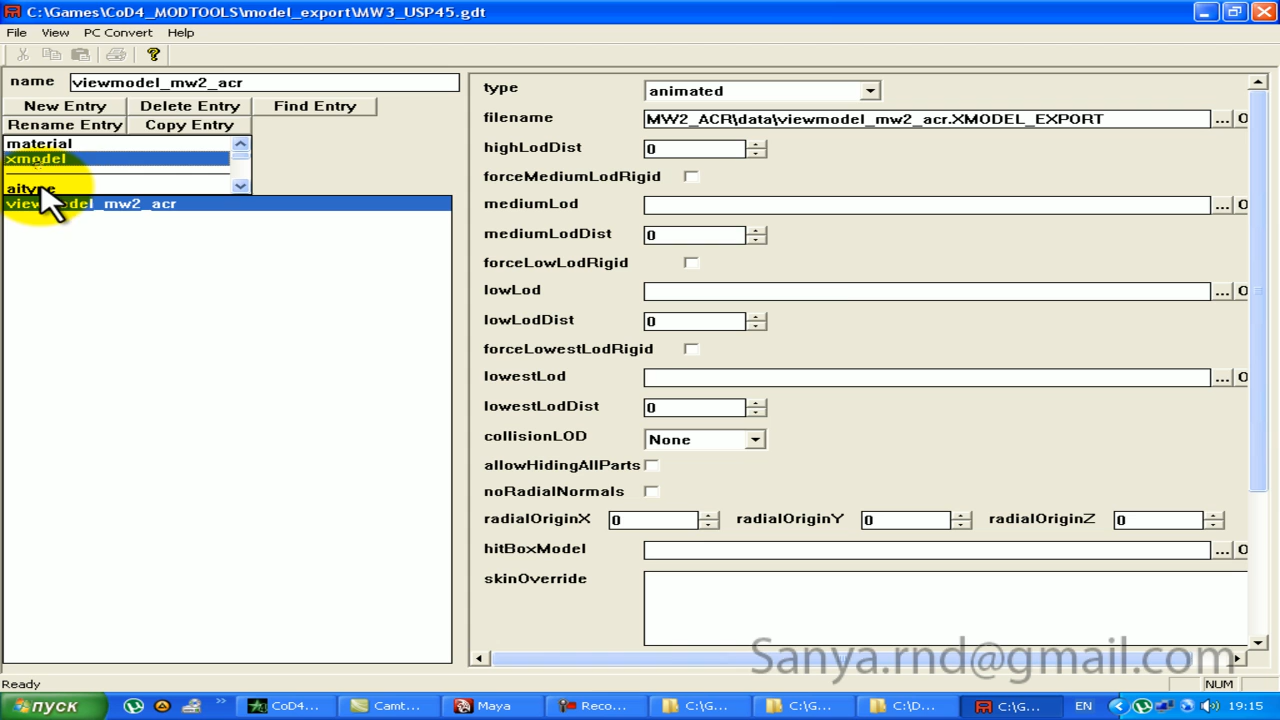 C:\Games\CoD4_MODTOOLS\model_export\MW3_USP45.gdt
File View PC Convert Help
name viewmodel_mw2_acr
New Entry Delete Entry Find Entry
Rename Entry Copy Entry
material
xmodel
aitype
viewmodel_mw2_acr
type animated
filename MW2_ACR\data\viewmodel_mw2_acr.XMODEL_EXPORT ... O
highLodDist 0
forceMediumLodRigid
mediumLod ... O
mediumLodDist 0
forceLowLodRigid
lowLod ... O
lowLodDist 0
forceLowestLodRigid
lowestLod ... O
lowestLodDist 0
collisionLOD None
allowHidingAllParts
noRadialNormals
radialOriginX 0 radialOriginY 0 radialOriginZ 0
hitBoxModel ... O
skinOverride
Sanya.rnd@gmail.com
Ready NUM
пуск » CoD4... Camt... Maya Reco... C:\G... C:\G... C:\D... C:\G... EN 19:15